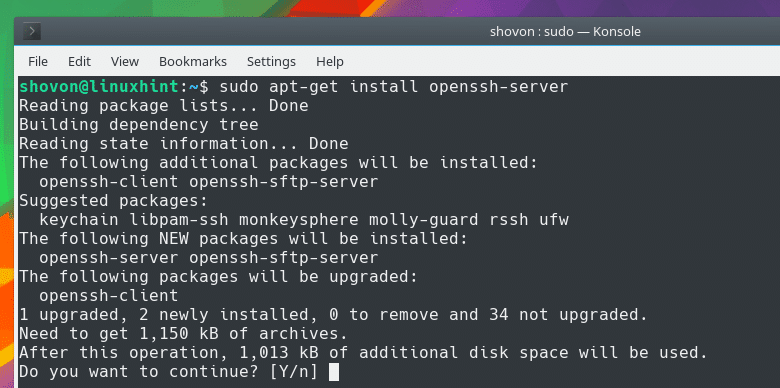 shovon : sudo — Konsole
File Edit View Bookmarks Settings Help
shovon@linuxhint:~$ sudo apt-get install openssh-server
Reading package lists... Done
Building dependency tree
Reading state information... Done
The following additional packages will be installed:
  openssh-client openssh-sftp-server
Suggested packages:
  keychain libpam-ssh monkeysphere molly-guard rssh ufw
The following NEW packages will be installed:
  openssh-server openssh-sftp-server
The following packages will be upgraded:
  openssh-client
1 upgraded, 2 newly installed, 0 to remove and 34 not upgraded.
Need to get 1,150 kB of archives.
After this operation, 1,013 kB of additional disk space will be used.
Do you want to continue? [Y/n]